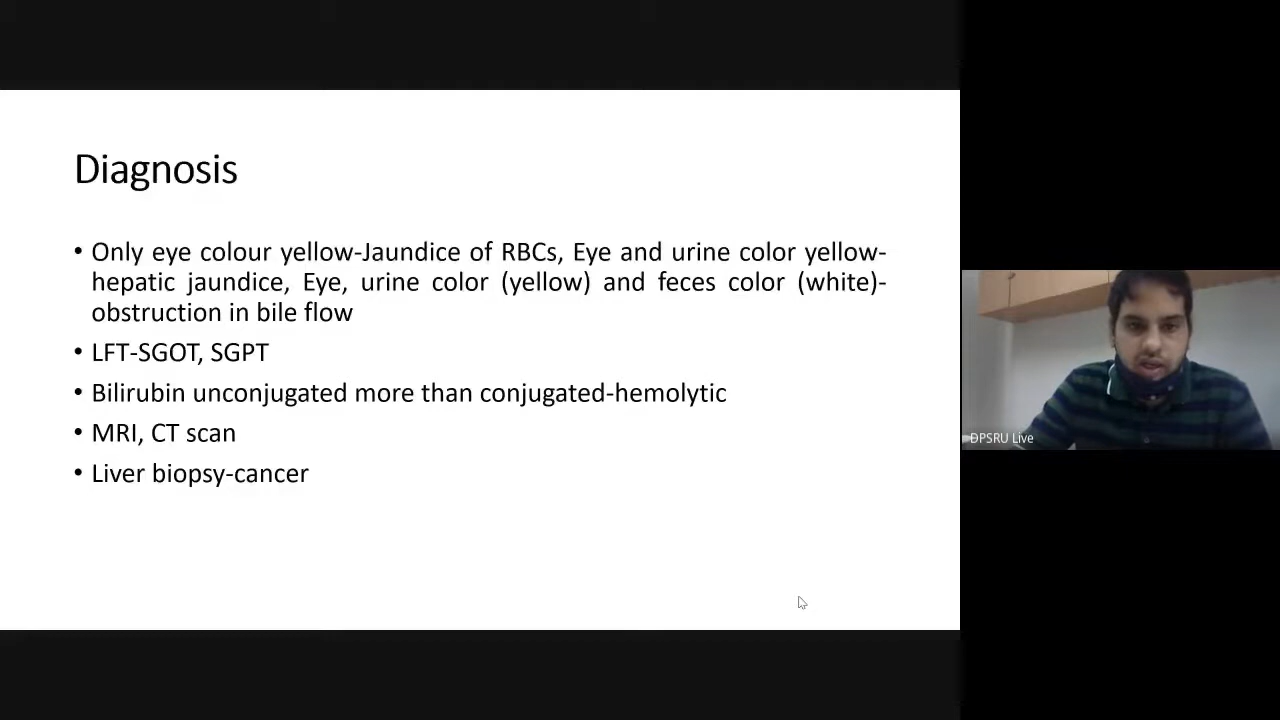 Diagnosis
• Only eye colour yellow-Jaundice of RBCs, Eye and urine color yellow-
hepatic jaundice, Eye, urine color (yellow) and feces color (white)-
obstruction in bile flow
• LFT-SGOT, SGPT
• Bilirubin unconjugated more than conjugated-hemolytic
• MRI, CT scan
• Liver biopsy-cancer
DPSRU Live